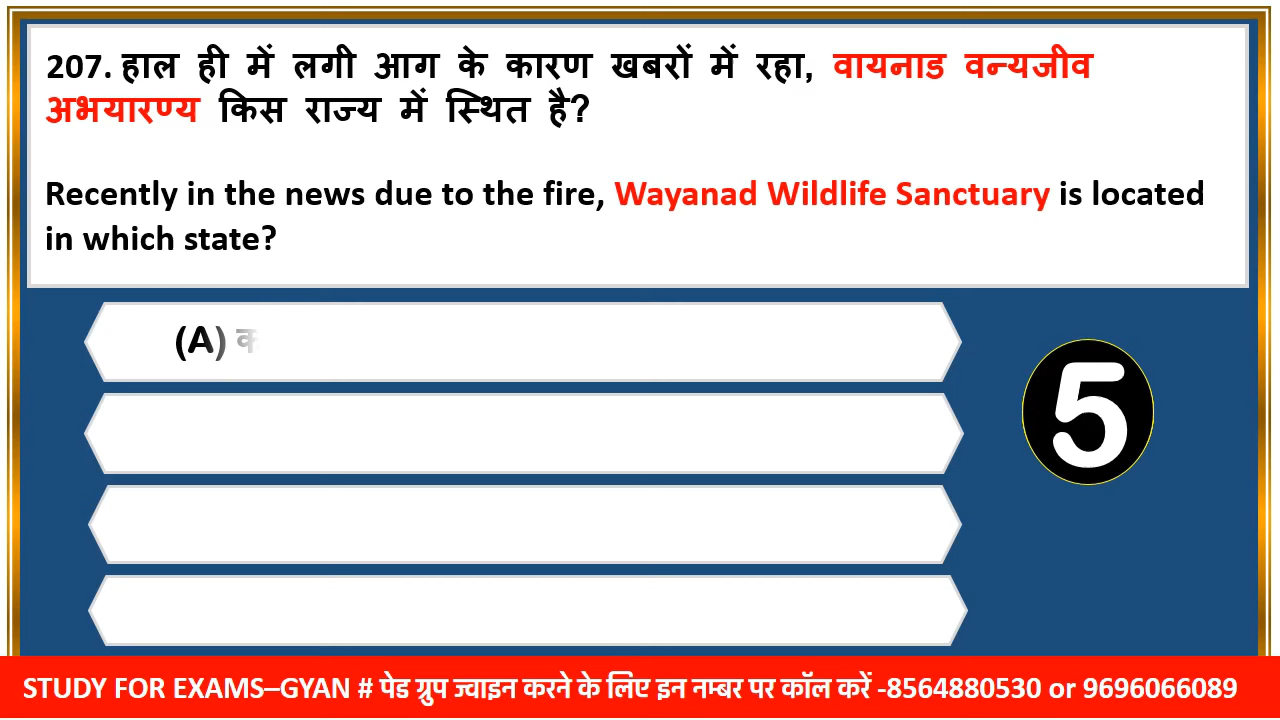 207. हाल ही में लगी आग के कारण खबरों में रहा, वायनाड वन्यजीव
अभयारण्य किस राज्य में स्थित है?
Recently in the news due to the fire, Wayanad Wildlife Sanctuary is located
in which state?
(A)
5
STUDY FOR EXAMS–GYAN # पेड ग्रुप ज्वाइन करने के लिए इन नम्बर पर कॉल करें -8564880530 or 9696066089